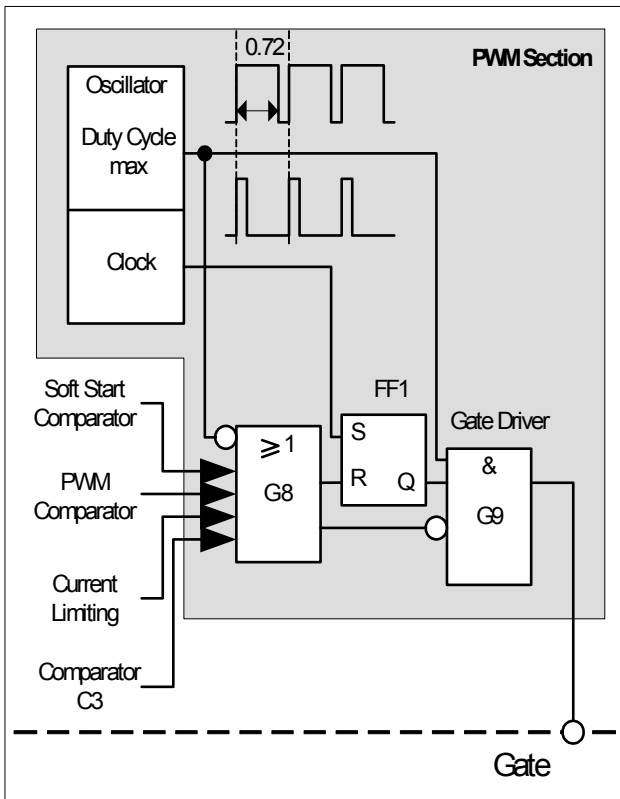 0.72
PWM Section
Oscillator
Duty Cycle
max
Clock
Soft Start
Comparator
FF1
Gate Driver
S
R
Q
≥1
G8
&
G9
PWM
Comparator
Current
Limiting
Comparator
C3
Gate